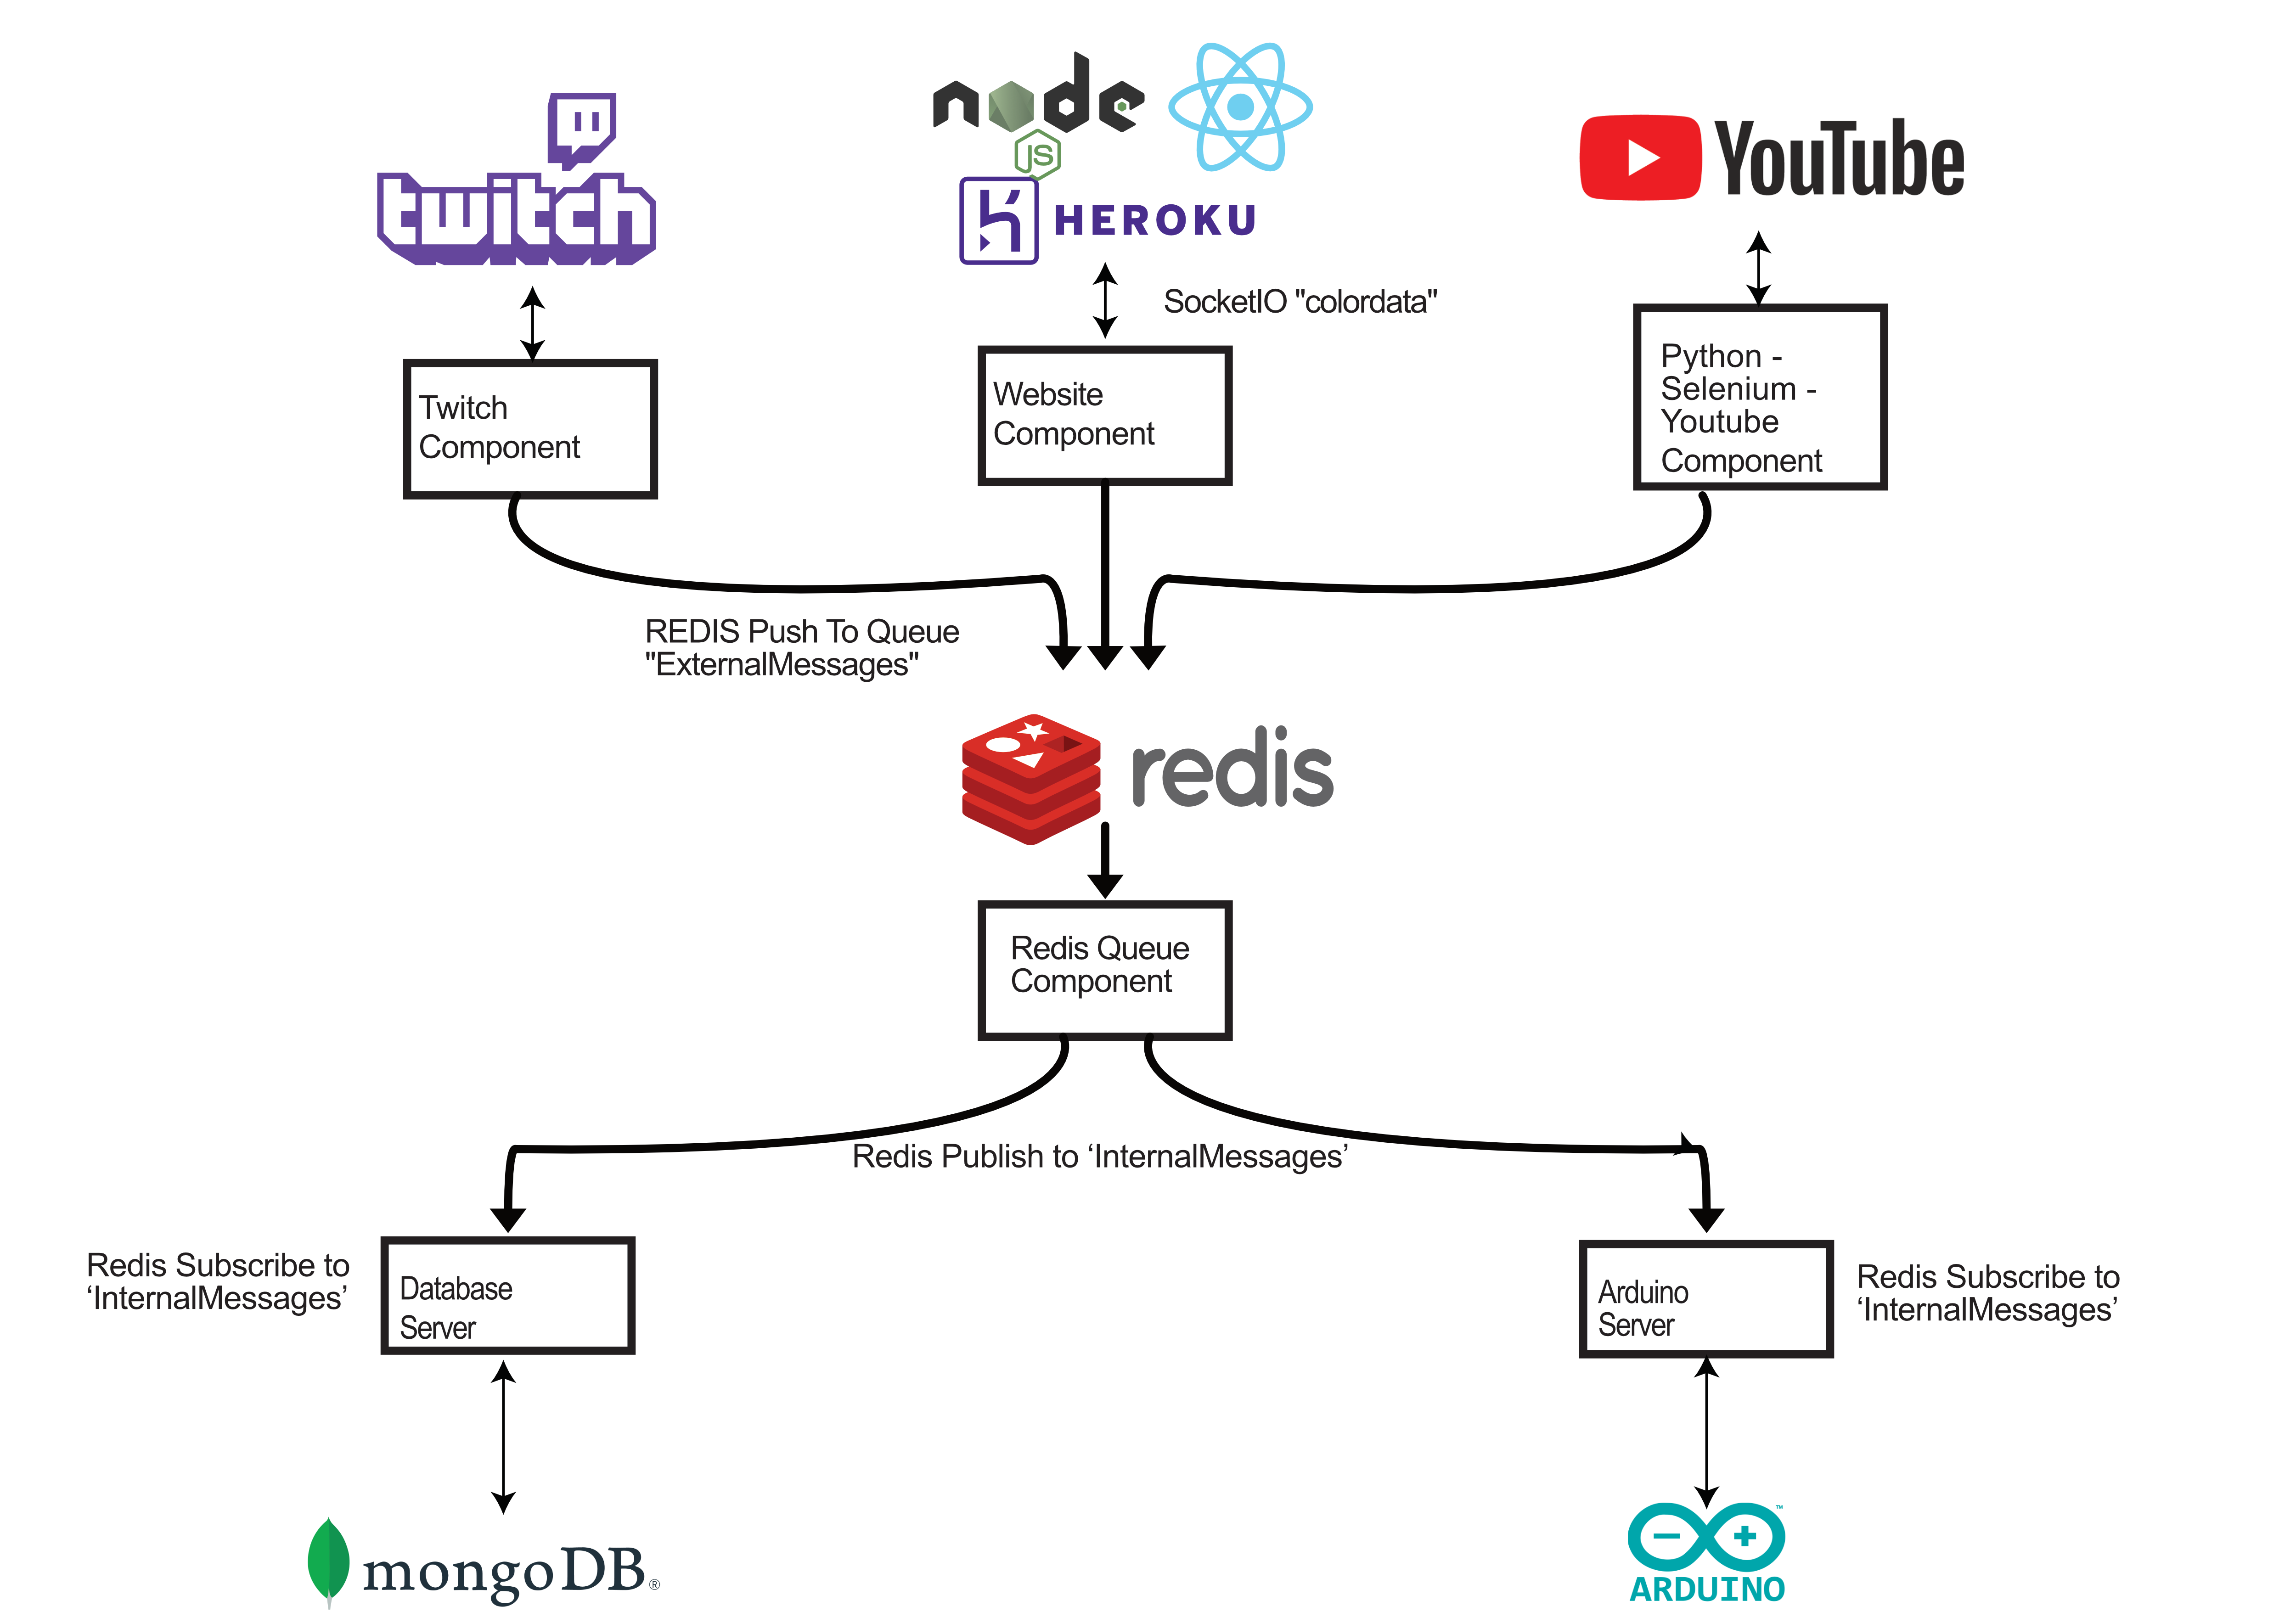 twitch
node
JS
HEROKU
YouTube
SocketIO "colordata"
Twitch
Component
Website
Component
Python -
Selenium -
Youtube
Component
REDIS Push To Queue
"ExternalMessages"
redis
Redis Queue
Component
Redis Publish to ‘InternalMessages’
Redis Subscribe to
‘InternalMessages’
Database
Server
Arduino
Server
Redis Subscribe to
‘InternalMessages’
mongoDB®
™
ARDUINO